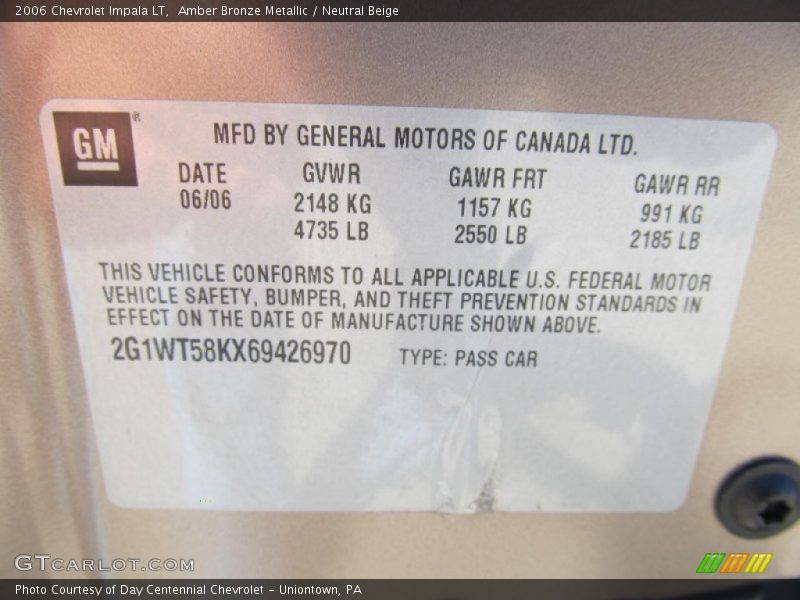 2006 Chevrolet Impala LT,  Amber Bronze Metallic / Neutral Beige
GM ®
MFD BY GENERAL MOTORS OF CANADA LTD.
DATE GVWR GAWR FRT GAWR RR
06/06 2148 KG 1157 KG 991 KG
4735 LB 2550 LB 2185 LB
THIS VEHICLE CONFORMS TO ALL APPLICABLE U.S. FEDERAL MOTOR
VEHICLE SAFETY, BUMPER, AND THEFT PREVENTION STANDARDS IN
EFFECT ON THE DATE OF MANUFACTURE SHOWN ABOVE.
2G1WT58KX69426970 TYPE: PASS CAR
GTCARLOT.COM
Photo Courtesy of Day Centennial Chevrolet - Uniontown, PA